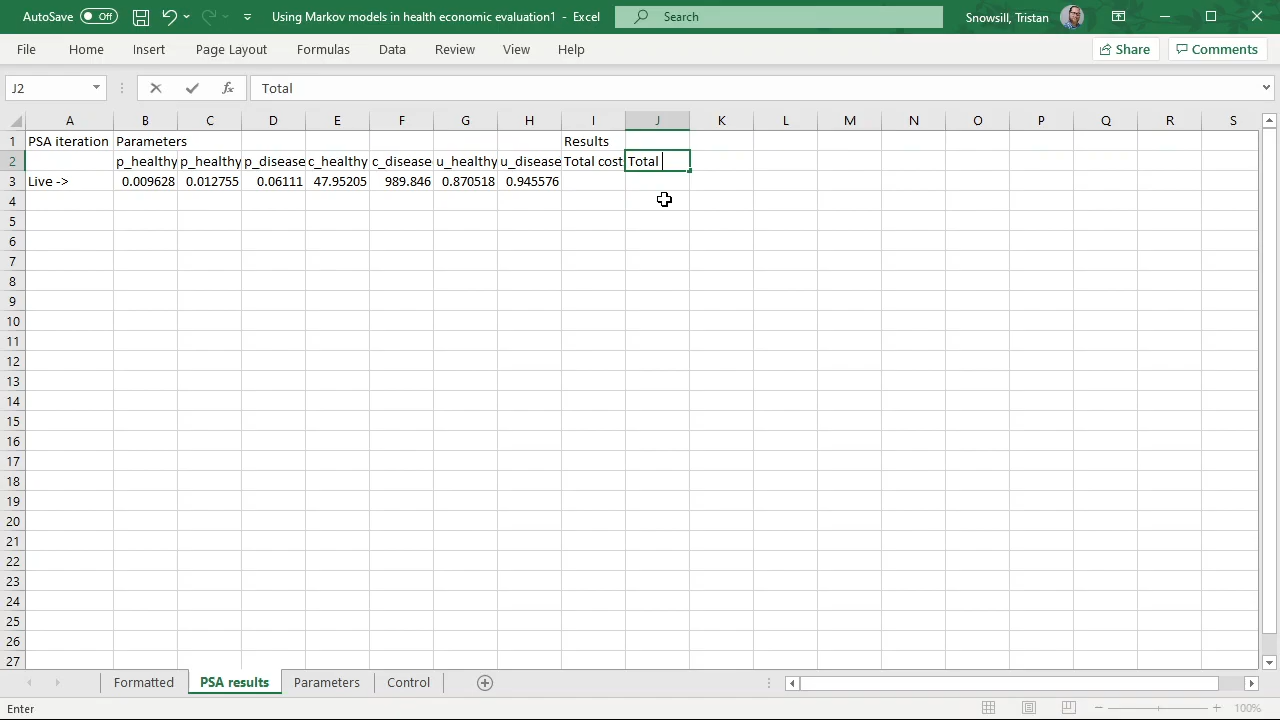 AutoSave Off Using Markov models in health economic evaluation1 - Excel Search Snowsill, Tristan
File Home Insert Page Layout Formulas Data Review View Help Share Comments
J2 fx Total
A B C D E F G H I J K L M N O P Q R S
1 PSA iteration Parameters Results
2 p_healthy p_healthy p_disease c_healthy c_disease u_healthy u_disease Total cost Total
3 Live -> 0.009628 0.012755 0.06111 47.95205 989.846 0.870518 0.945576
4
5
6
7
8
9
10
11
12
13
14
15
16
17
18
19
20
21
22
23
24
25
26
27
Formatted PSA results Parameters Control
Enter 100%